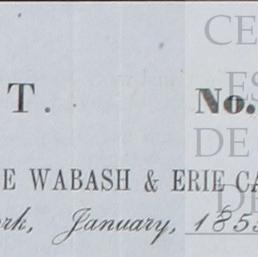 T. No.
E WABASH & ERIE CA
ork, January, 185
CE
ES
DE
DE